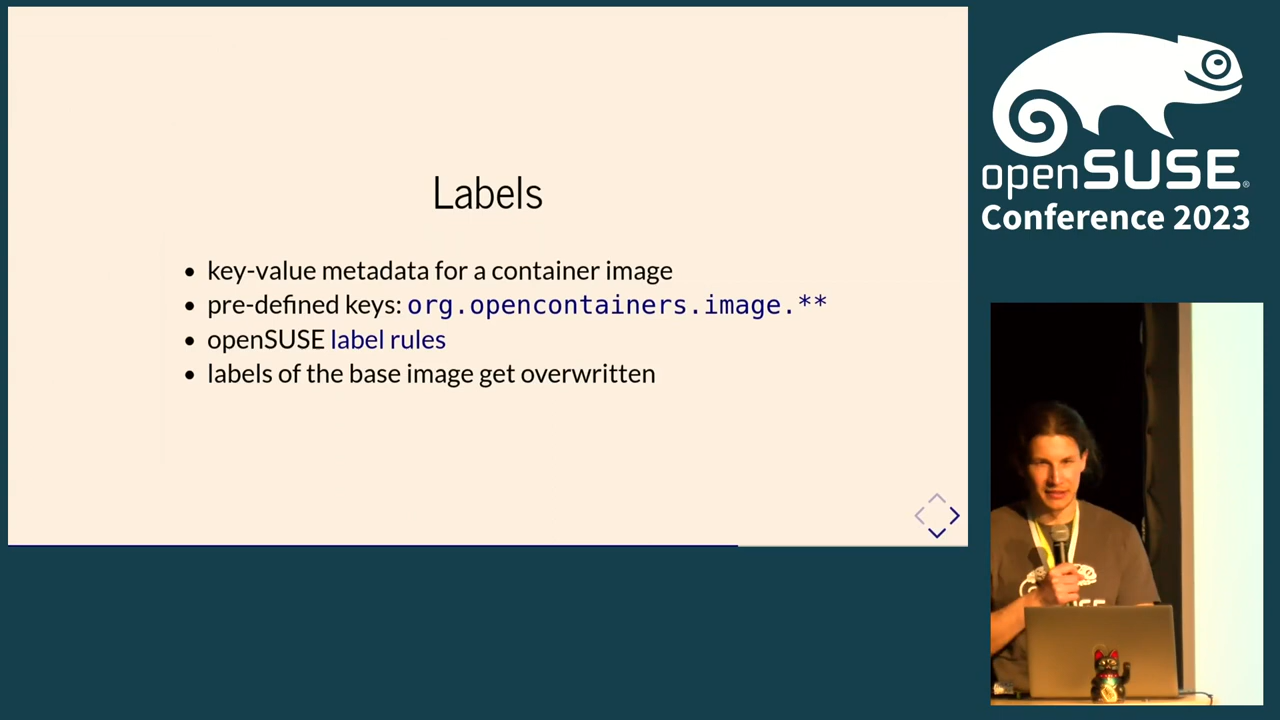 Labels
key-value metadata for a container image
pre-defined keys: org.opencontainers.image.**
openSUSE label rules
labels of the base image get overwritten
openSUSE
Conference 2023